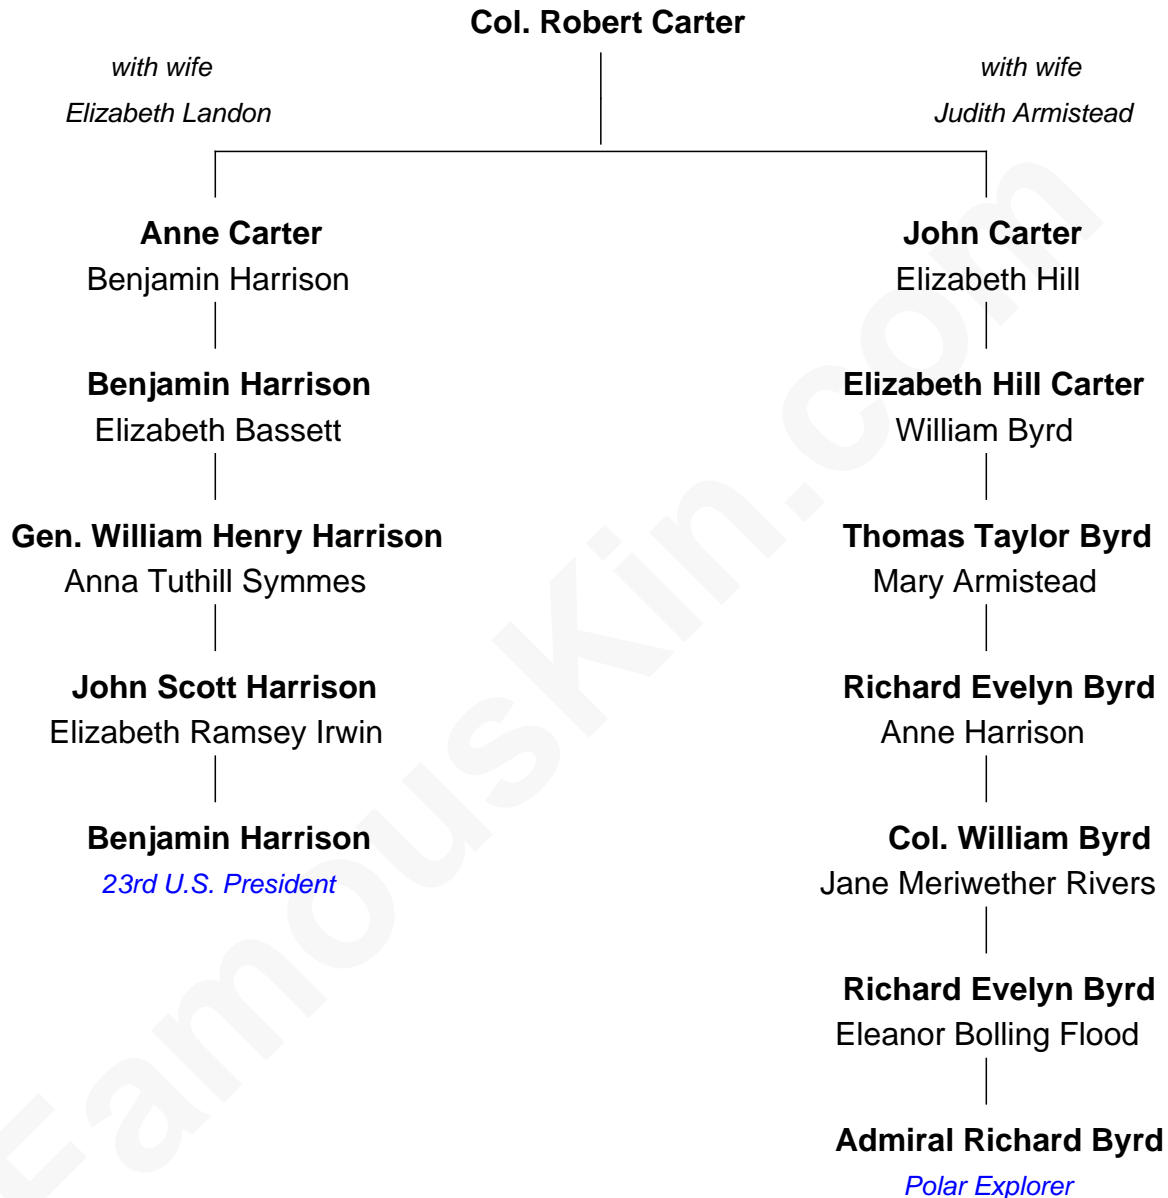 Col. Robert Carter
with wife
Elizabeth Landon
with wife
Judith Armistead
Anne Carter
Benjamin Harrison
John Carter
Elizabeth Hill
Benjamin Harrison
Elizabeth Bassett
Elizabeth Hill Carter
William Byrd
Gen. William Henry Harrison
Anna Tuthill Symmes
Thomas Taylor Byrd
Mary Armistead
John Scott Harrison
Elizabeth Ramsey Irwin
Richard Evelyn Byrd
Anne Harrison
Benjamin Harrison
23rd U.S. President
Col. William Byrd
Jane Meriwether Rivers
Richard Evelyn Byrd
Eleanor Bolling Flood
Admiral Richard Byrd
Polar Explorer
FamousKin.com